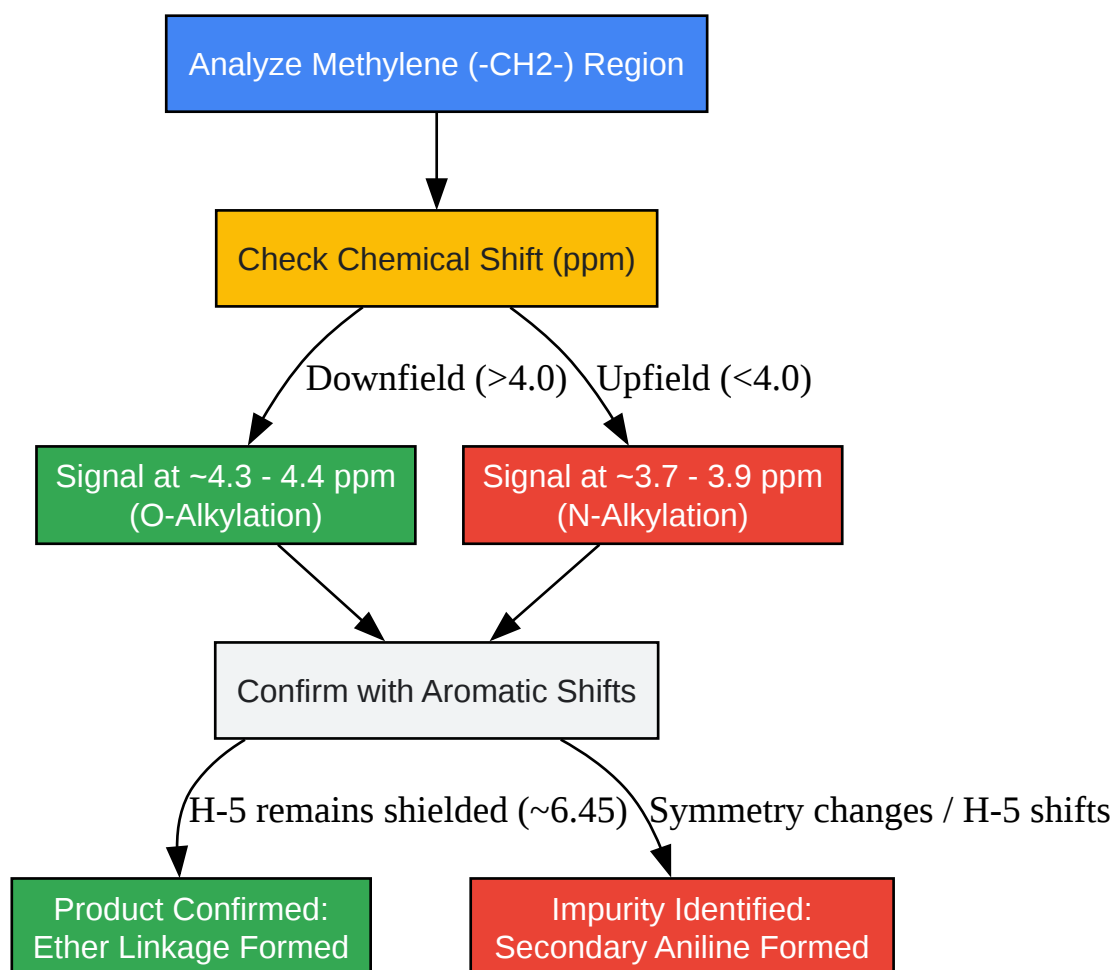 Analyze Methylene (-CH2-) Region
Check Chemical Shift (ppm)
Downfield (>4.0)
Upfield (<4.0)
Signal at ~4.3 - 4.4 ppm
(O-Alkylation)
Signal at ~3.7 - 3.9 ppm
(N-Alkylation)
Confirm with Aromatic Shifts
H-5 remains shielded (~6.45)
Symmetry changes / H-5 shifts
Product Confirmed:
Ether Linkage Formed
Impurity Identified:
Secondary Aniline Formed